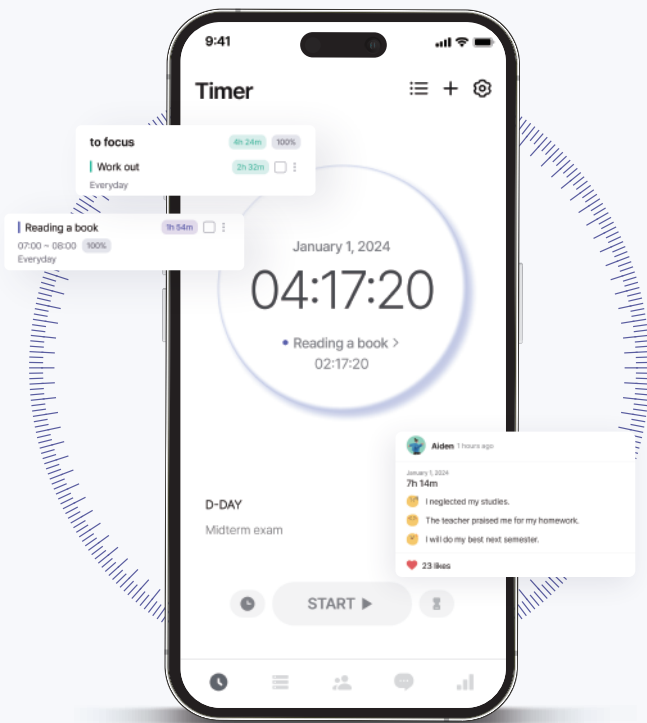 9:41
Timer
to focus 4h 24m 100%
Work out 2h 32m
Everyday
Reading a book 1h 54m
07:00 ~ 08:00 100%
Everyday
January 1, 2024
04:17:20
Reading a book >
02:17:20
Aiden 1 hours ago
January 1, 2024
7h 14m
I neglected my studies.
The teacher praised me for my homework.
I will do my best next semester.
23 likes
D-DAY
Midterm exam
START